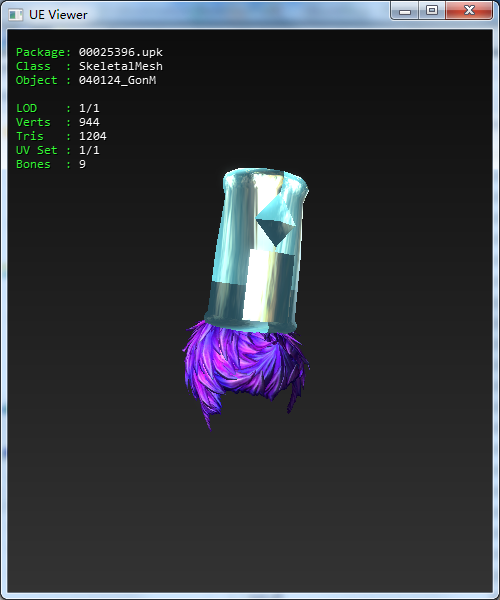 UE Viewer
Package: 00025396.upk
Class : SkeletalMesh
Object : 040124_GonM
LOD : 1/1
Verts : 944
Tris : 1204
UV Set : 1/1
Bones : 9